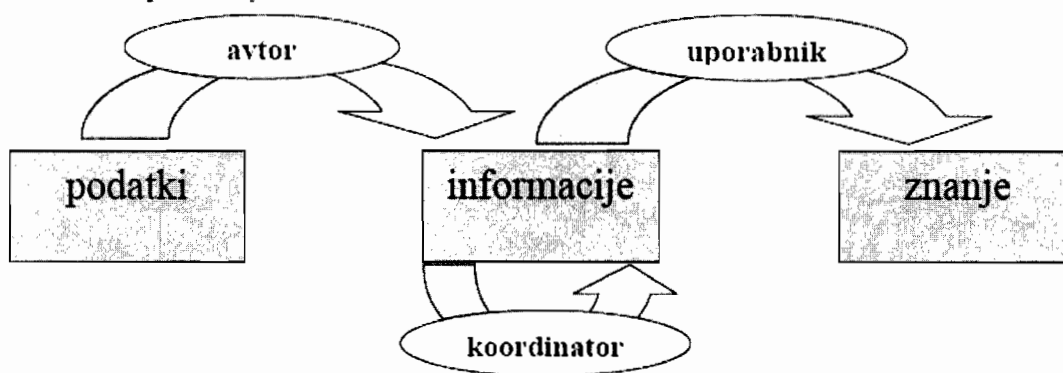 avtor
uporabnik
podatki
informacije
znanje
koordinator